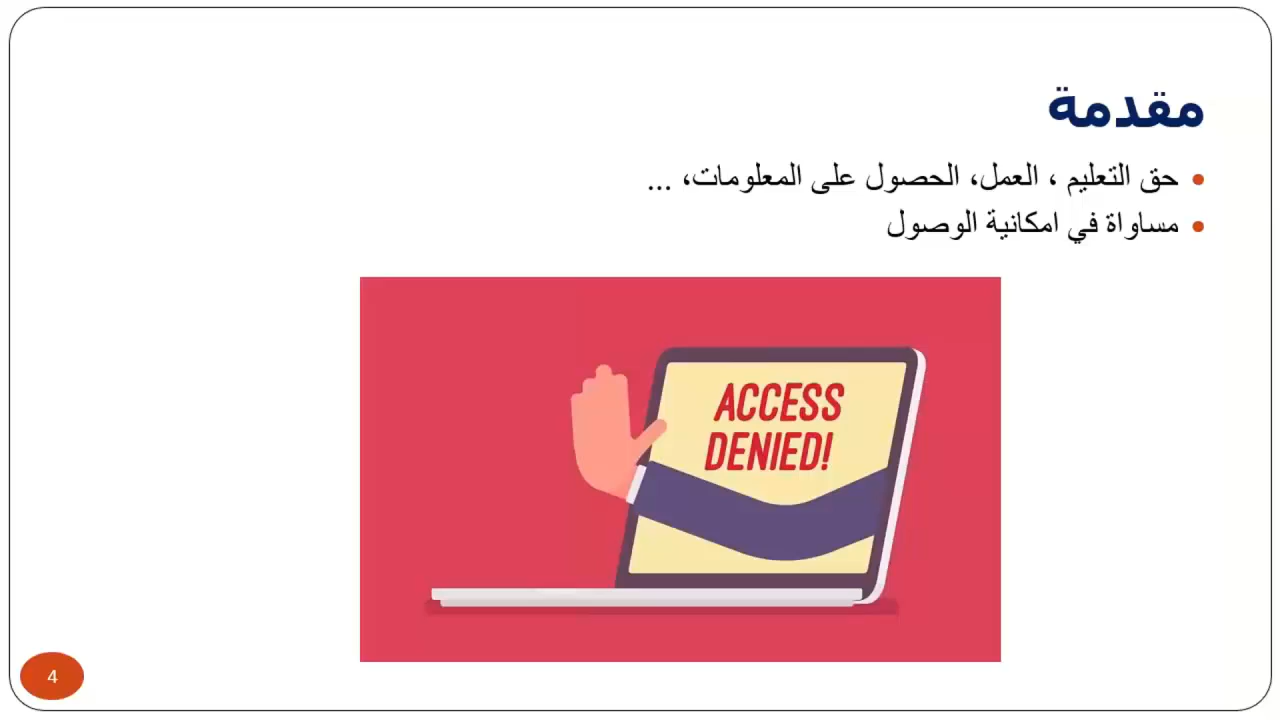 مقدمة
حق التعليم ، العمل، الحصول على المعلومات، ...
مساواة في امكانية الوصول
ACCESS
DENIED!
4